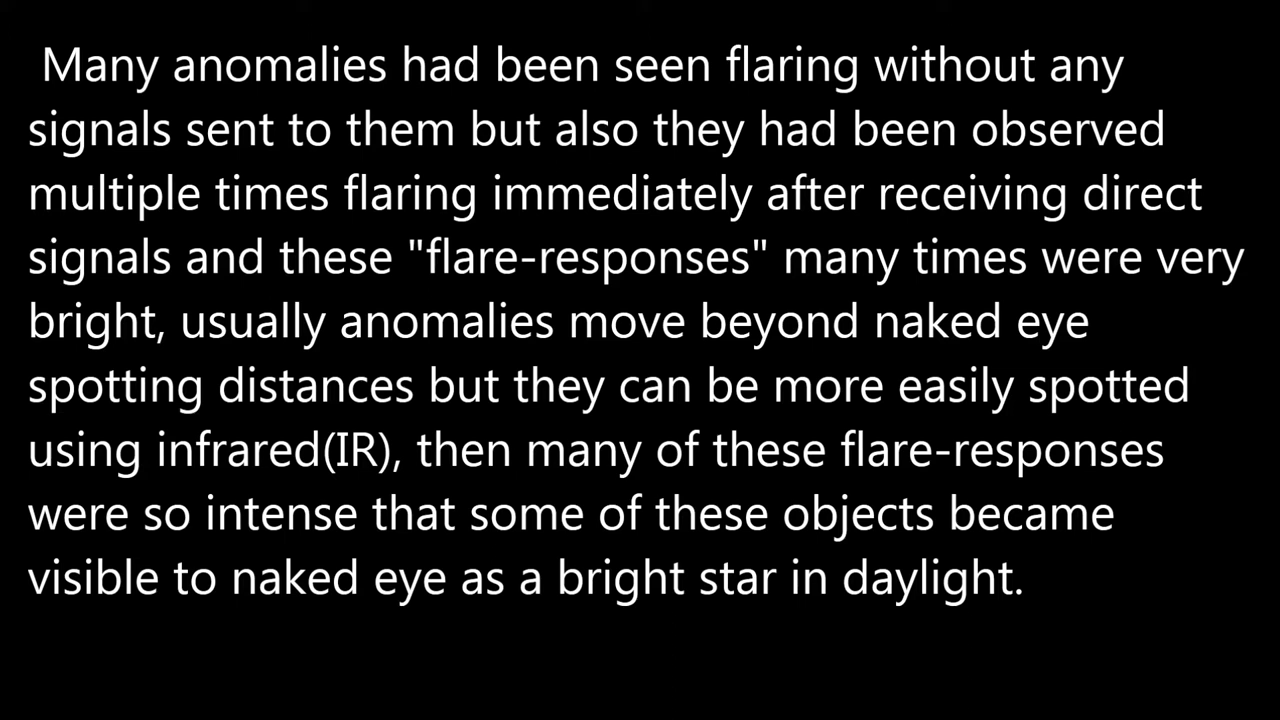 Many anomalies had been seen flaring without any
signals sent to them but also they had been observed
multiple times flaring immediately after receiving direct
signals and these "flare-responses" many times were very
bright, usually anomalies move beyond naked eye
spotting distances but they can be more easily spotted
using infrared(IR), then many of these flare-responses
were so intense that some of these objects became
visible to naked eye as a bright star in daylight.